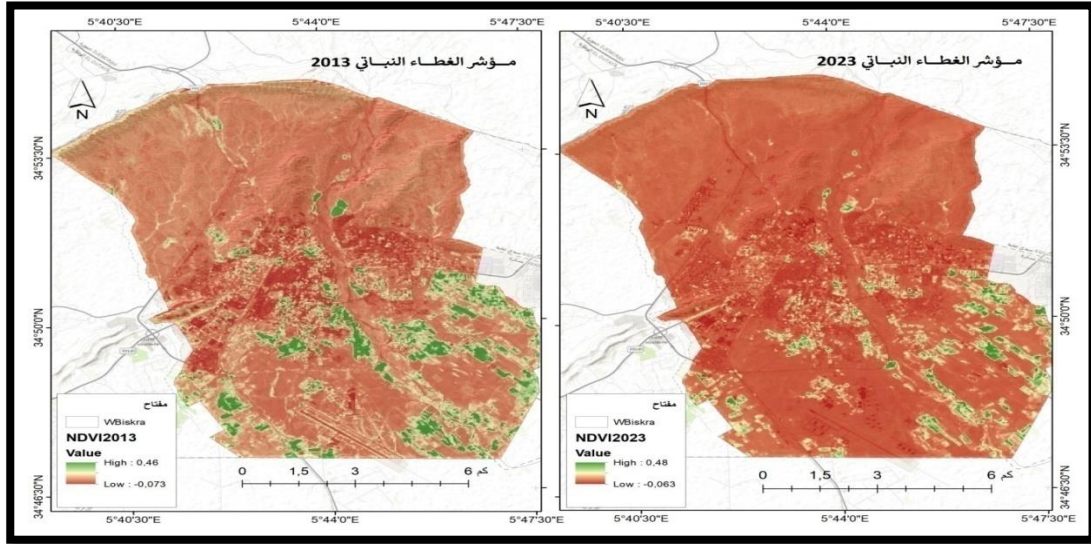 5°40'30"E 5°44'0"E 5°47'30"E
مـؤشر الغطـاء النبـاتي 2013
N
34°53'30"N
34°50'0"N
34°46'30"N
مفتاح
WBiskra
NDVI2013
Value
High : 0,46
Low : -0,073
0 1,5 3 6 كم
5°40'30"E 5°44'0"E 5°47'30"E
5°40'30"E 5°44'0"E 5°47'30"E
مـؤشر الغطـاء النبـاتي 2023
N
34°53'30"N
34°50'0"N
34°46'30"N
مفتاح
WBiskra
NDVI2023
Value
High : 0,48
Low : -0,063
0 1,5 3 6 كم
5°40'30"E 5°44'0"E 5°47'30"E